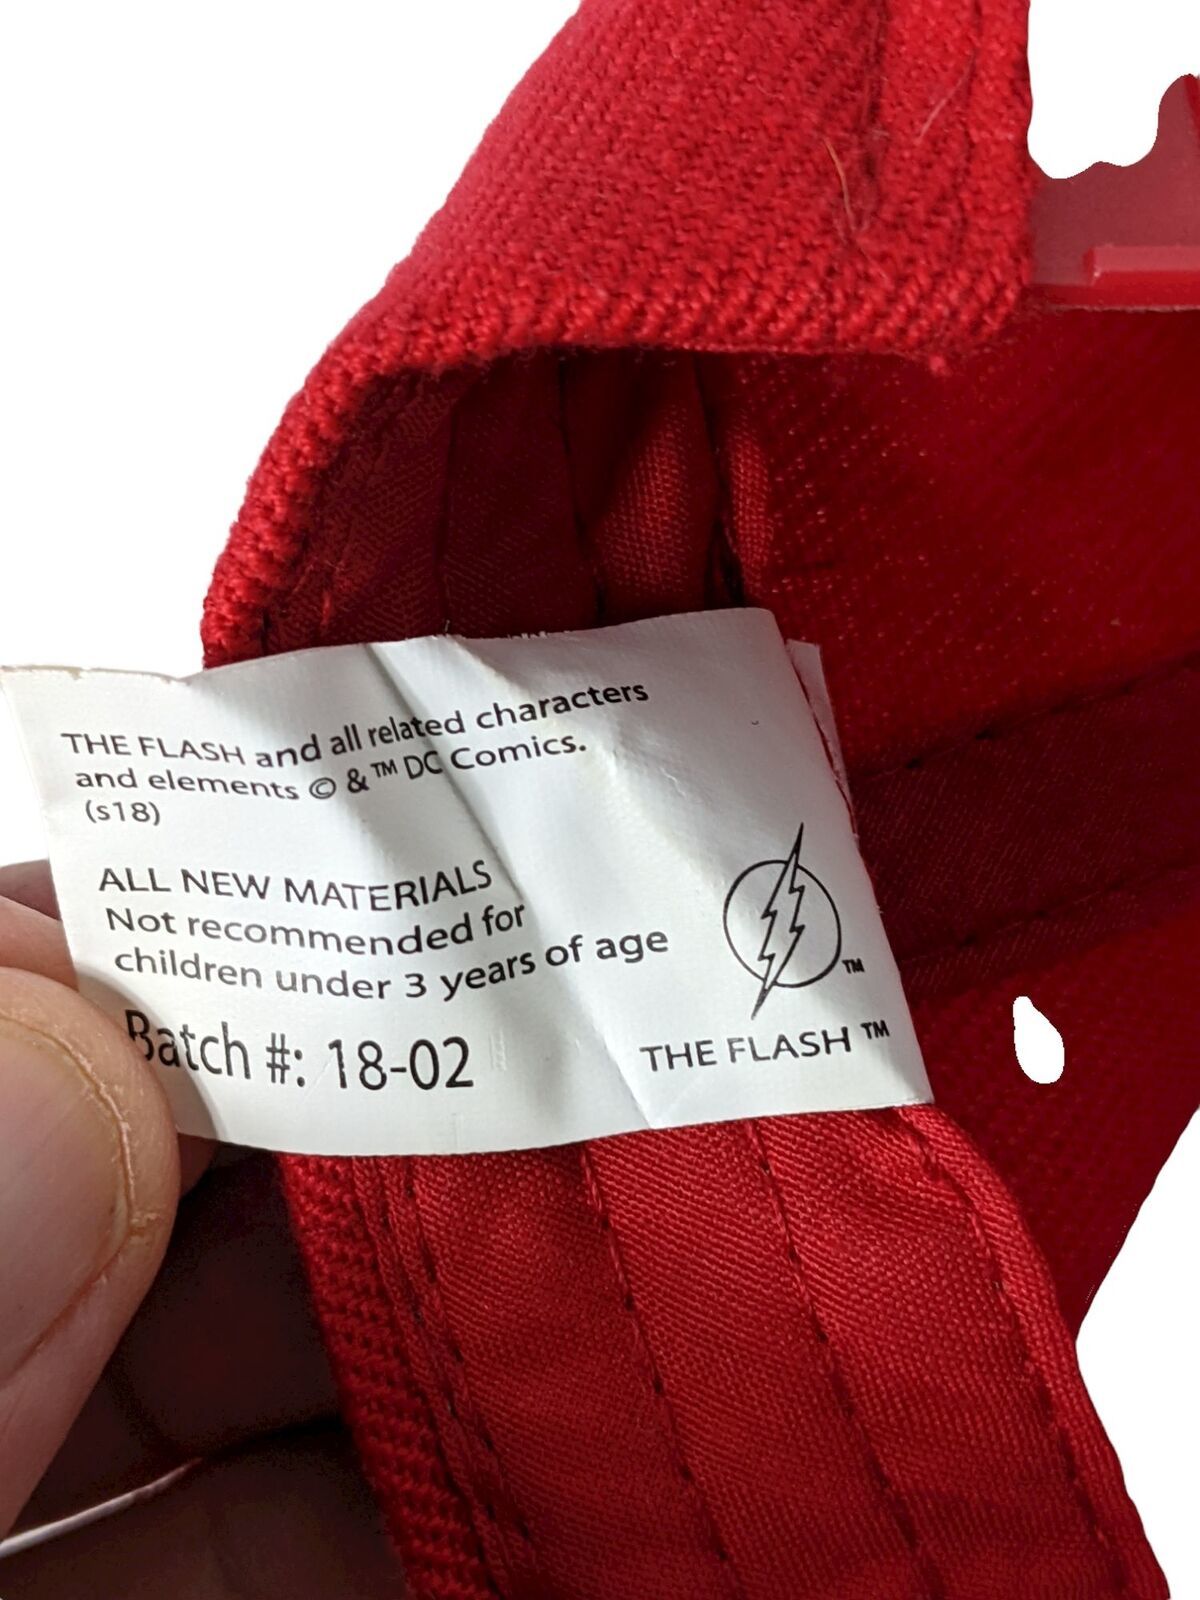 THE FLASH and all related characters
and elements © & ™ DC Comics.
(s18)
ALL NEW MATERIALS
Not recommended for
children under 3 years of age
Batch #: 18-02
TM
THE FLASH ™